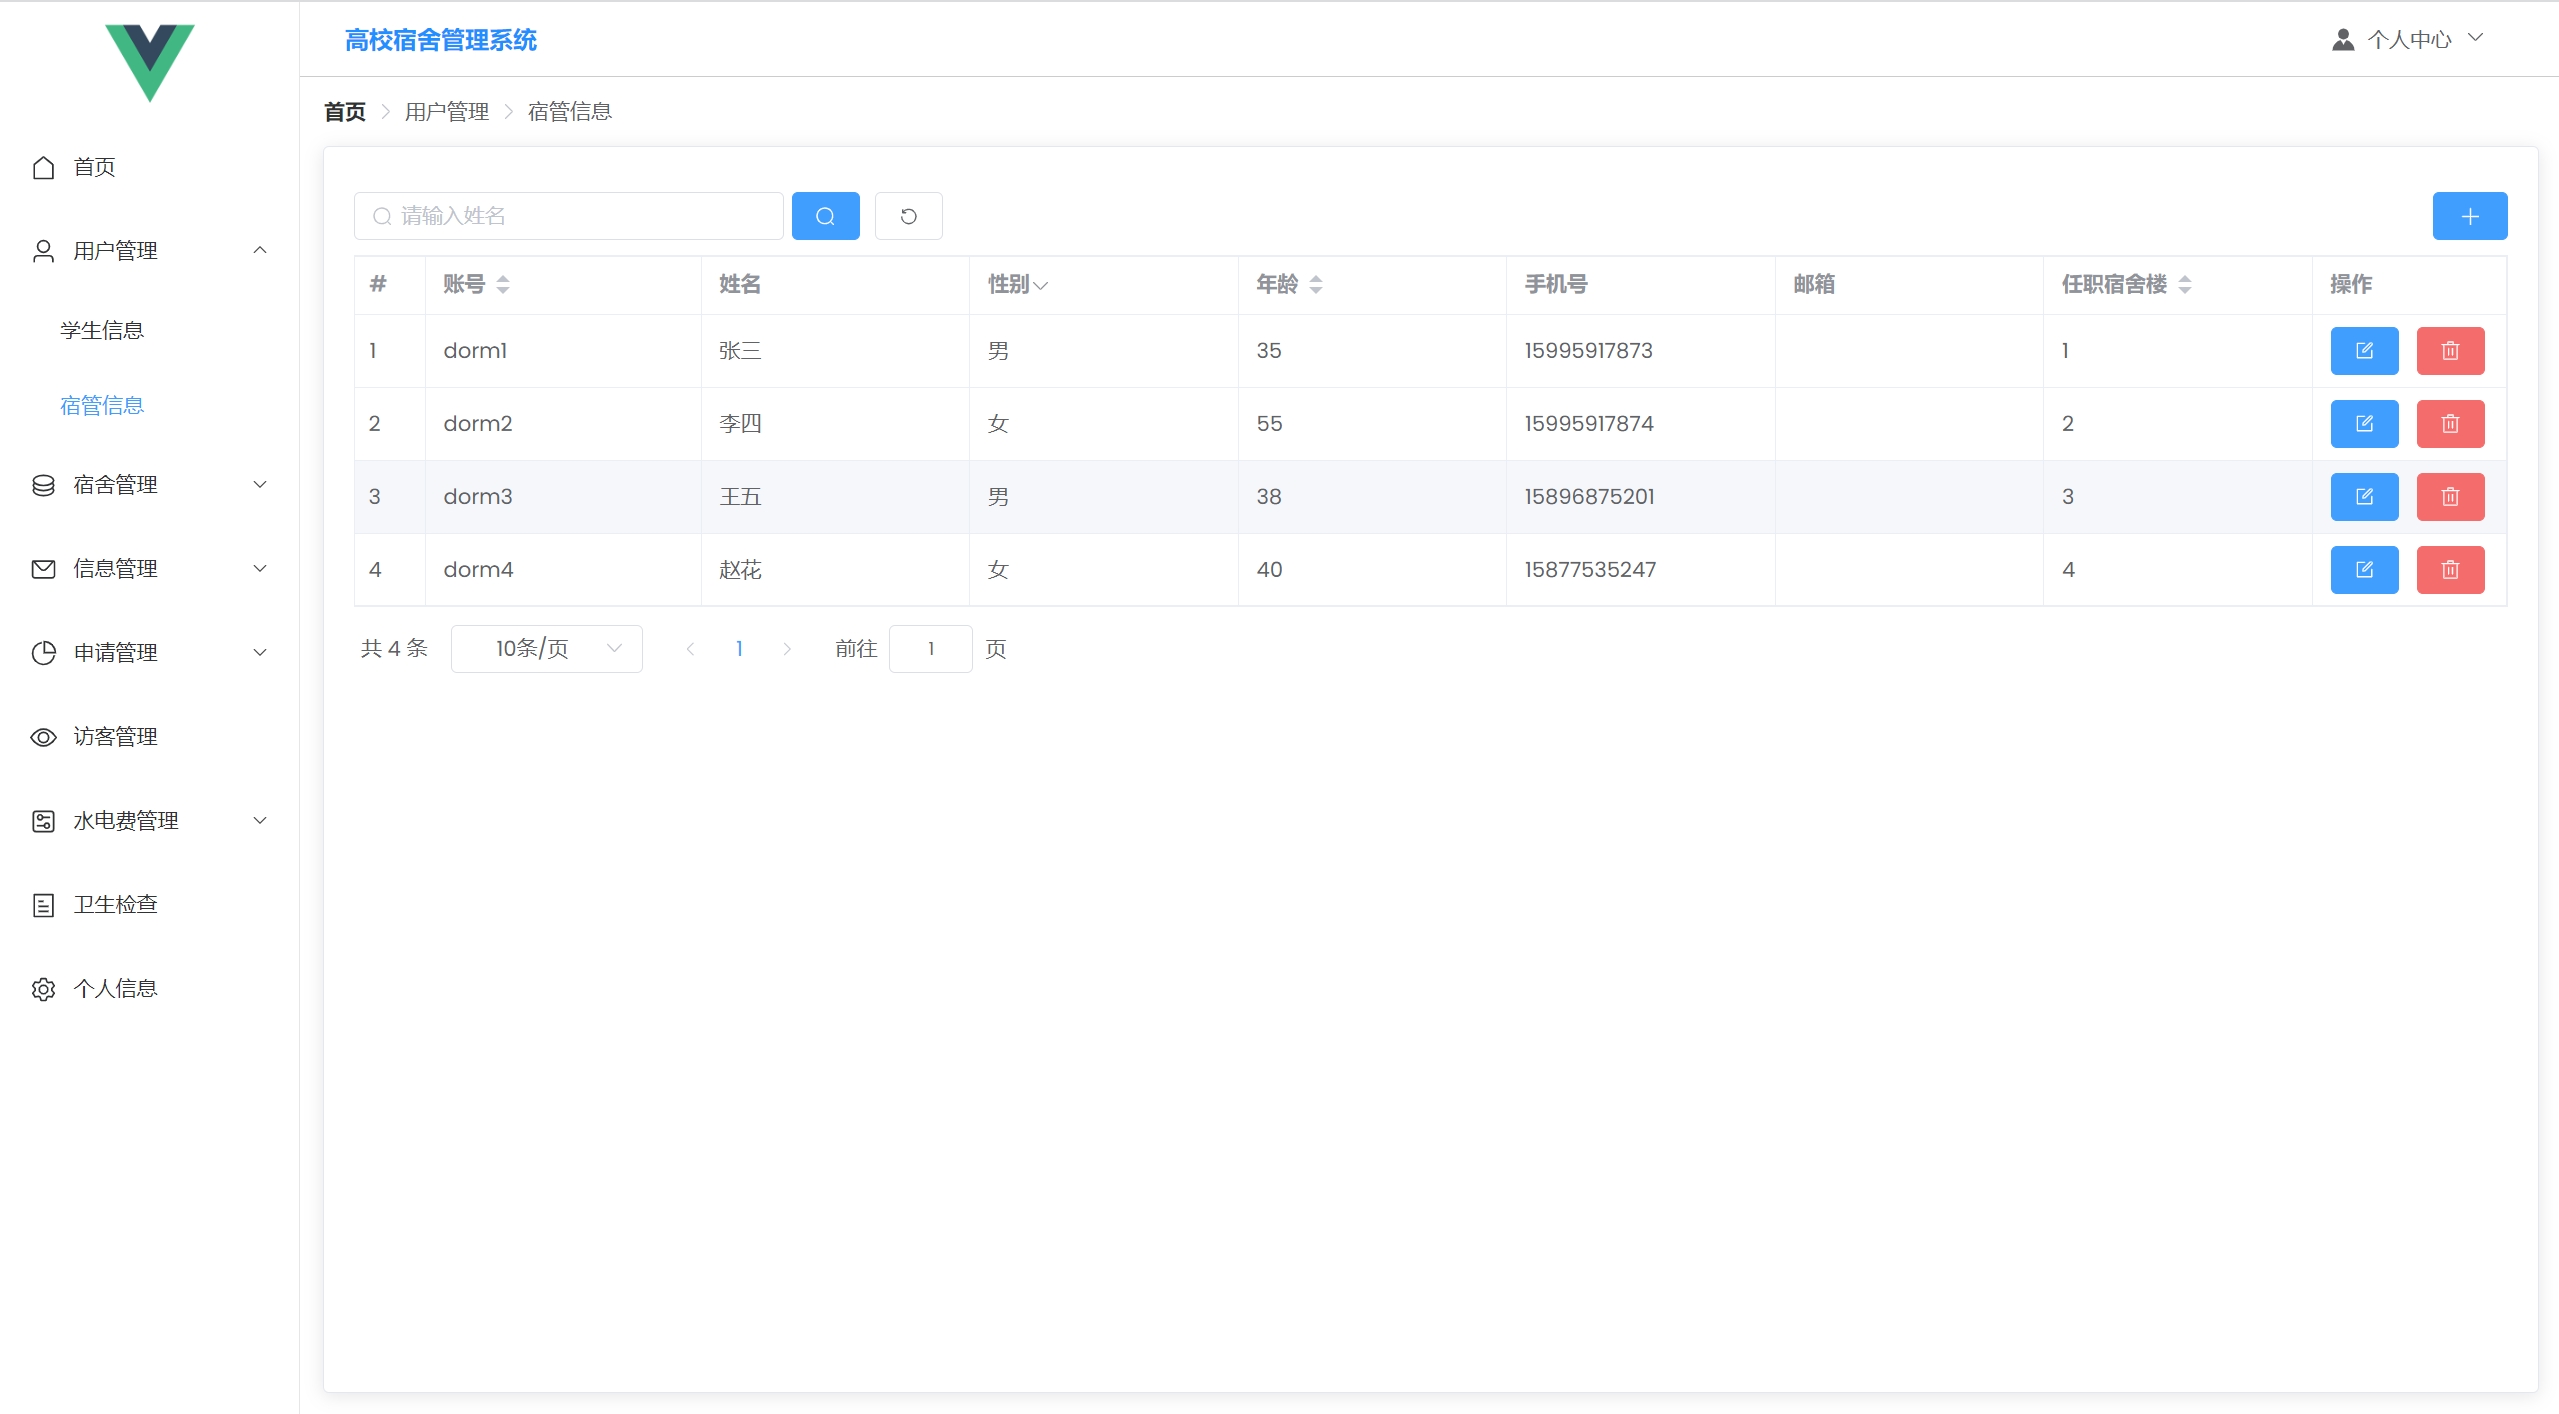 高校宿舍管理系统
个人中心
首页 用户管理 宿管信息
首页
用户管理
学生信息
宿管信息
宿舍管理
信息管理
申请管理
访客管理
水电费管理
卫生检查
个人信息
请输入姓名
# 账号 姓名 性别 年龄 手机号 邮箱 任职宿舍楼 操作
1 dorm1 张三 男 35 15995917873 1
2 dorm2 李四 女 55 15995917874 2
3 dorm3 王五 男 38 15896875201 3
4 dorm4 赵花 女 40 15877535247 4
共 4 条 10条/页 1 前往 1 页